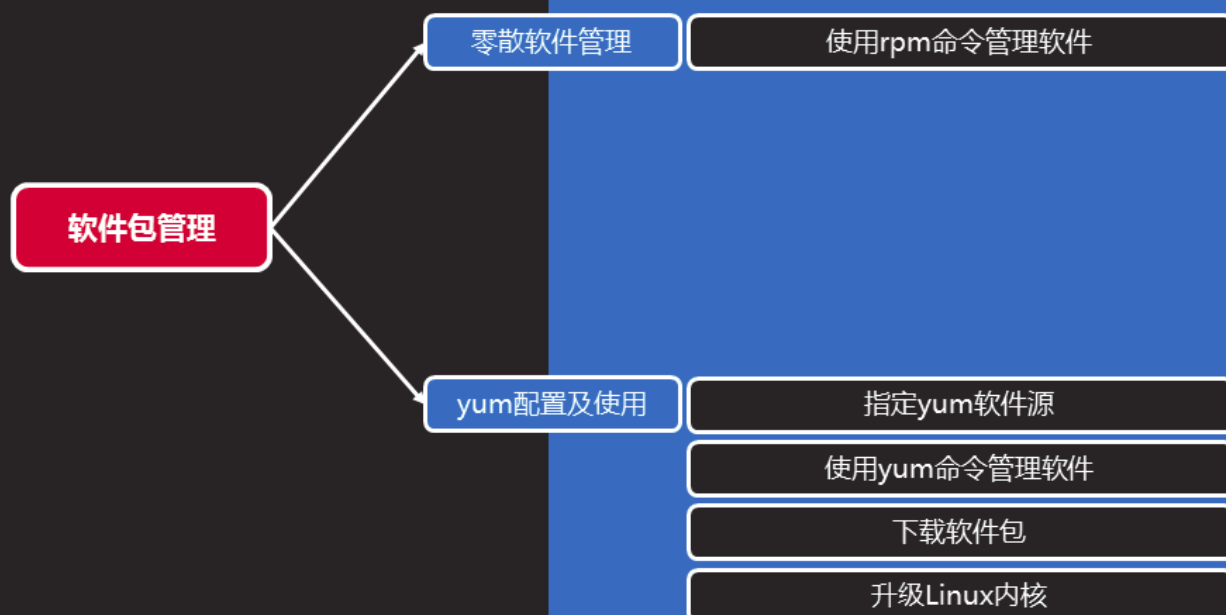 软件包管理
零散软件管理
使用rpm命令管理软件
yum配置及使用
指定yum软件源
使用yum命令管理软件
下载软件包
升级Linux内核